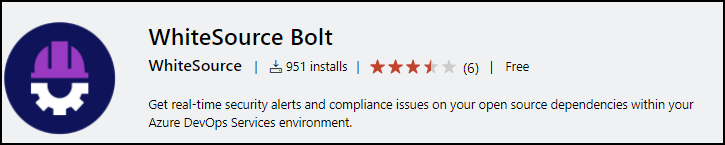 WhiteSource Bolt
WhiteSource | 951 installs | (6) | Free
Get real-time security alerts and compliance issues on your open source dependencies within your
Azure DevOps Services environment.